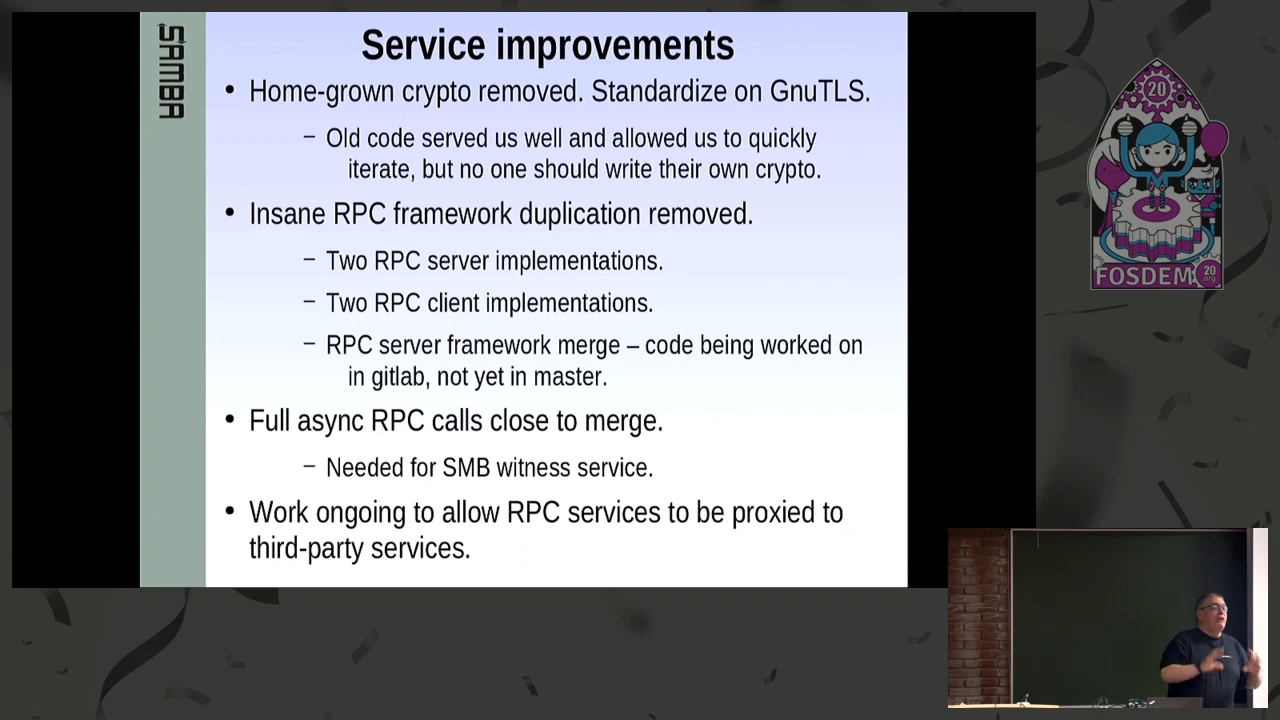 SAMBA
Service improvements
• Home-grown crypto removed. Standardize on GnuTLS.
– Old code served us well and allowed us to quickly
iterate, but no one should write their own crypto.
• Insane RPC framework duplication removed.
– Two RPC server implementations.
– Two RPC client implementations.
– RPC server framework merge – code being worked on
in gitlab, not yet in master.
• Full async RPC calls close to merge.
– Needed for SMB witness service.
• Work ongoing to allow RPC services to be proxied to
third-party services.
20
FOSDEM
20
.org